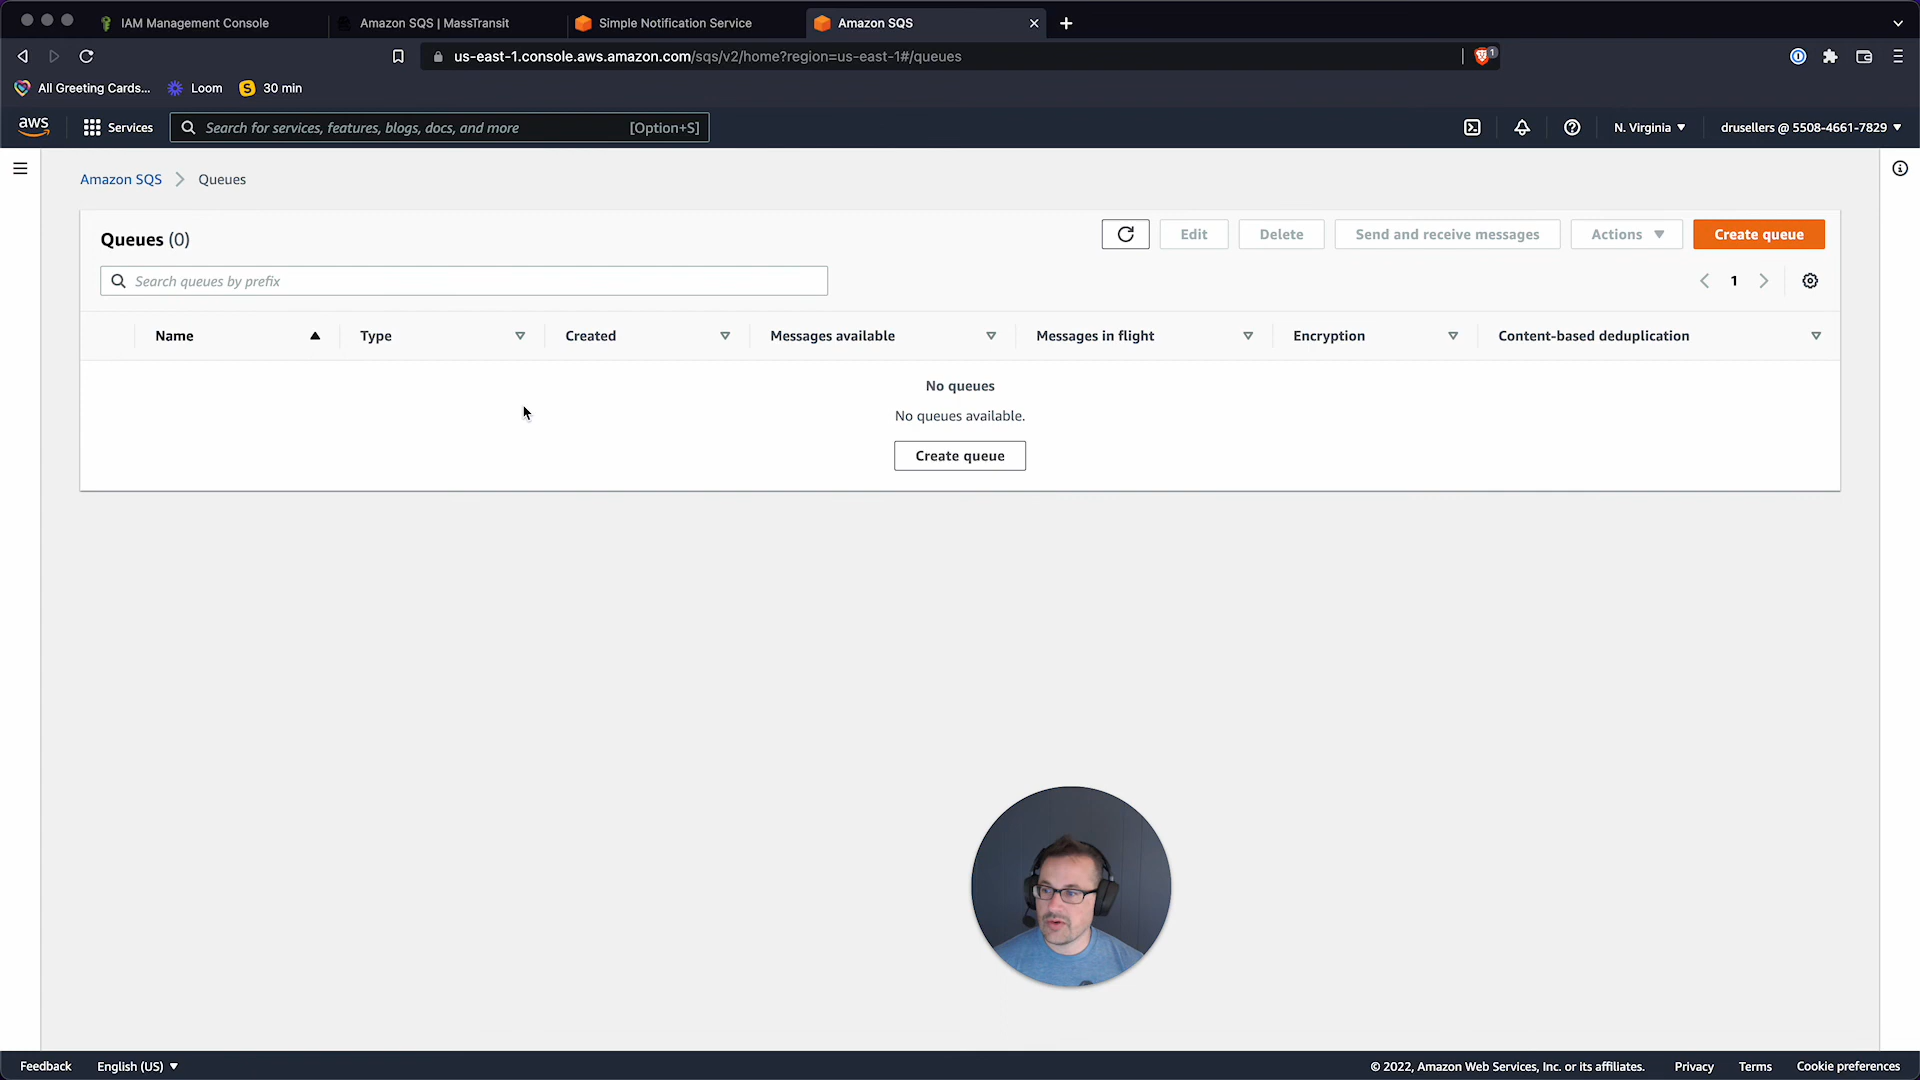 IAM Management Console
Amazon SQS | MassTransit
Simple Notification Service
Amazon SQS
us-east-1.console.aws.amazon.com/sqs/v2/home?region=us-east-1#/queues
1
All Greeting Cards...
Loom
S
30 min
aws
Services
Search for services, features, blogs, docs, and more
[Option+S]
N. Virginia
drusellers @ 5508-4661-7829
Amazon SQS
Queues
Queues (0)
Edit
Delete
Send and receive messages
Actions
Create queue
Search queues by prefix
1
Name
Type
Created
Messages available
Messages in flight
Encryption
Content-based deduplication
No queues
No queues available.
Create queue
Feedback
English (US)
© 2022, Amazon Web Services, Inc. or its affiliates.
Privacy
Terms
Cookie preferences